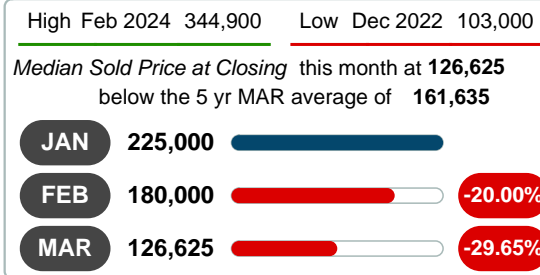 High Feb 2024 344,900 Low Dec 2022 103,000
Median Sold Price at Closing this month at 126,625
below the 5 yr MAR average of 161,635
JAN 225,000
FEB 180,000 -20.00%
MAR 126,625 -29.65%